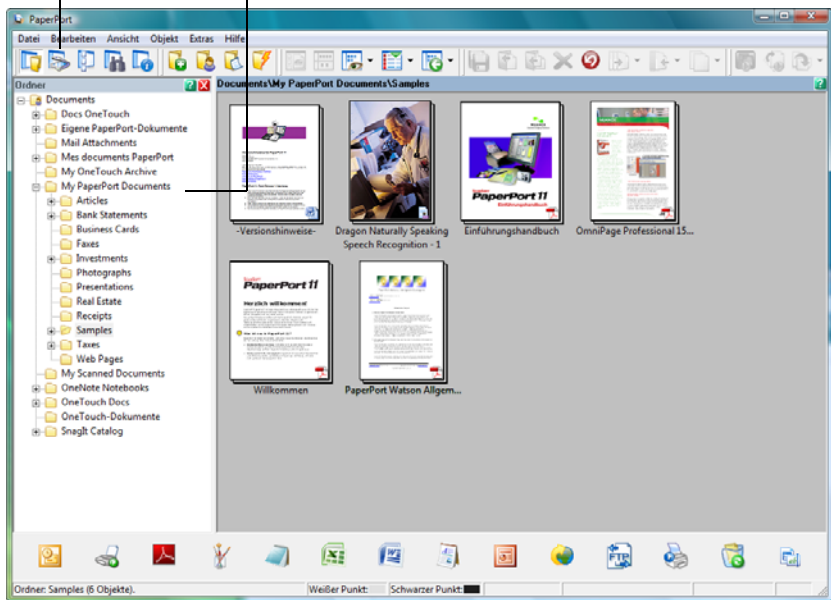 PaperPort
Datei Bearbeiten Ansicht Objekt Extras Hilfe
Ordner
Documents\My PaperPort Documents\Samples
Documents
Docs OneTouch
Eigene PaperPort-Dokumente
Mail Attachments
Mes documents PaperPort
My OneTouch Archive
My PaperPort Documents
Articles
Bank Statements
Business Cards
Faxes
Investments
Photographs
Presentations
Real Estate
Receipts
Samples
Taxes
Web Pages
My Scanned Documents
OneNote Notebooks
OneTouch Docs
OneTouch-Dokumente
SnagIt Catalog
-Versionshinweise-
Dragon Naturally Speaking
Speech Recognition - 1
PaperPort 11
Einführungshandbuch
Einführungshandbuch
OmniPage Professional 15...
PaperPort 11
Herzlich willkommen!
Willkommen
PaperPort Watson Allgem...
FTP
Ordner: Samples (6 Objekte).
Weißer Punkt:
Schwarzer Punkt: